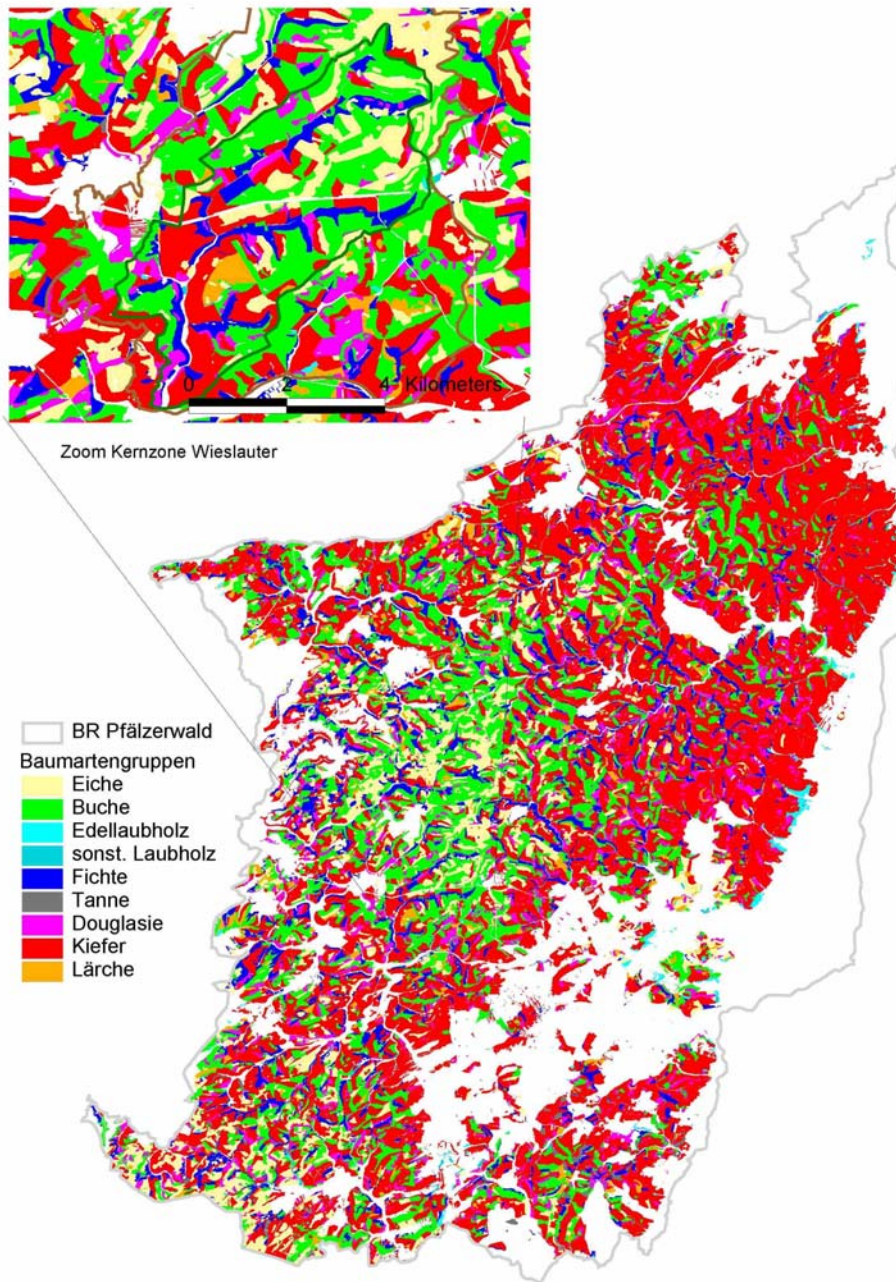 0 2 4 Kilometers
Zoom Kernzone Wieslauter
BR Pfälzerwald
Baumartengruppen
Eiche
Buche
Edellaubholz
sonst. Laubholz
Fichte
Tanne
Douglasie
Kiefer
Lärche